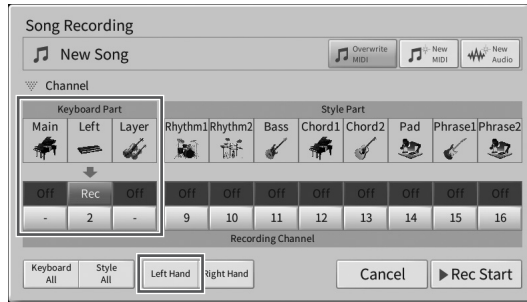 Song Recording
New Song
Overwrite
MIDI
New
MIDI
New
Audio
Channel
Keyboard Part
Style Part
Main Left Layer Rhythm1 Rhythm2 Bass Chord1 Chord2 Pad Phrase1 Phrase2
Off Rec Off Off Off Off Off Off Off Off Off
- 2 - 9 10 11 12 13 14 15 16
Recording Channel
Keyboard
All
Style
All
Left Hand
Right Hand
Cancel
Rec Start